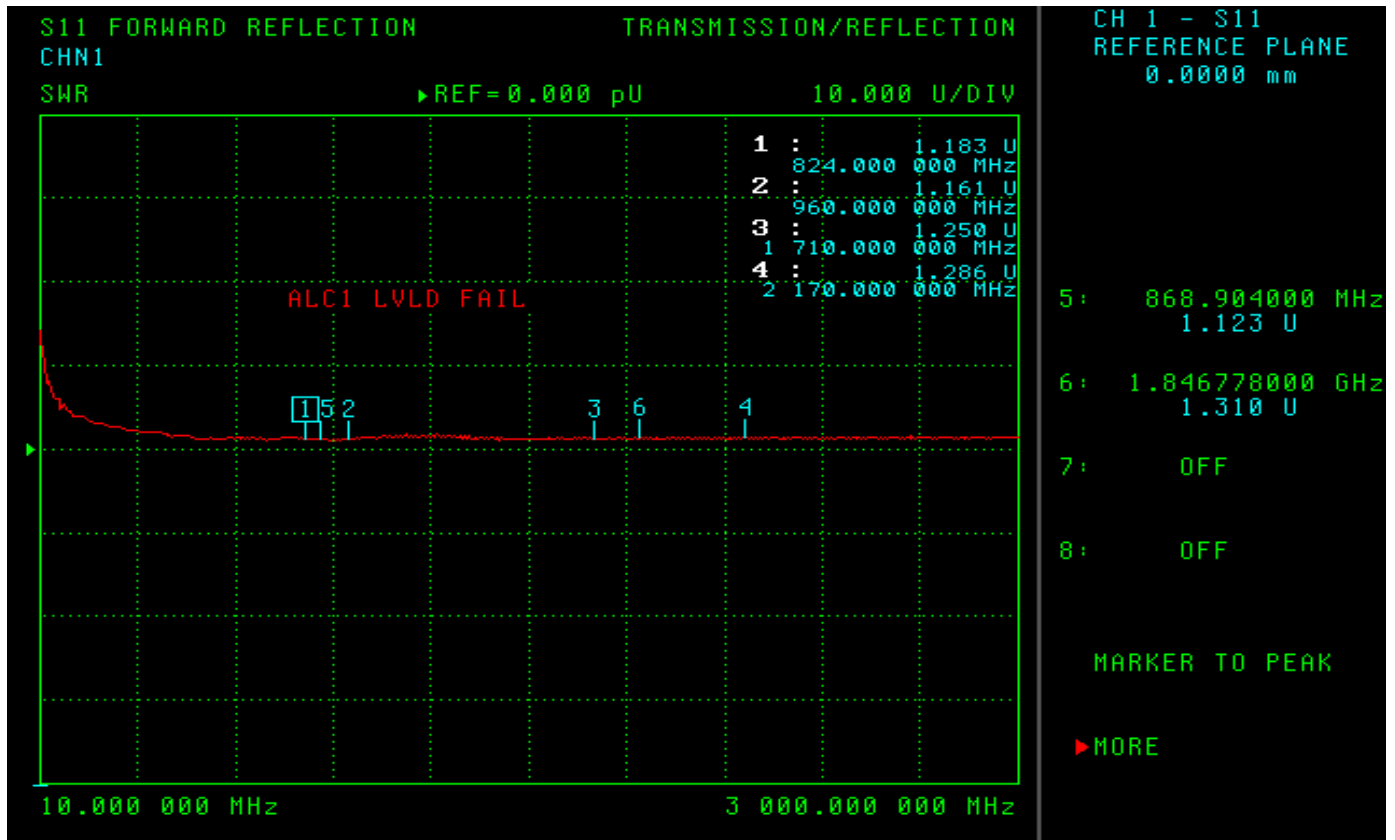 S11 FORWARD REFLECTION TRANSMISSION/REFLECTION
CHN1
SWR ▶REF=0.000 pU 10.000 U/DIV
1 : 1.183 U
824.000 000 MHz
2 : 1.161 U
960.000 000 MHz
3 : 1.250 U
1 710.000 000 MHz
4 : 1.286 U
2 170.000 000 MHz
ALC1 LVLD FAIL
1 5 2 3 6 4
10.000 000 MHz 3 000.000 000 MHz
CH 1 - S11
REFERENCE PLANE
0.0000 mm
5: 868.904000 MHz
1.123 U
6: 1.846778000 GHz
1.310 U
7: OFF
8: OFF
MARKER TO PEAK
▶MORE